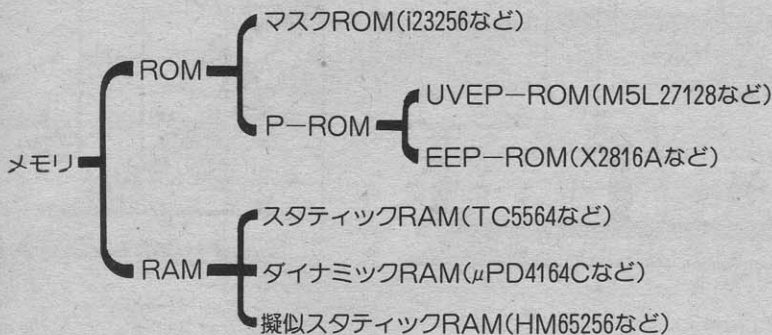 マスクROM(i23256など)
ROM
UVEP-ROM(M5L27128など)
P-ROM
EEP-ROM(X2816Aなど)
メモリ
スタティックRAM(TC5564など)
RAM
ダイナミックRAM(μPD4164Cなど)
擬似スタティックRAM(HM65256など)